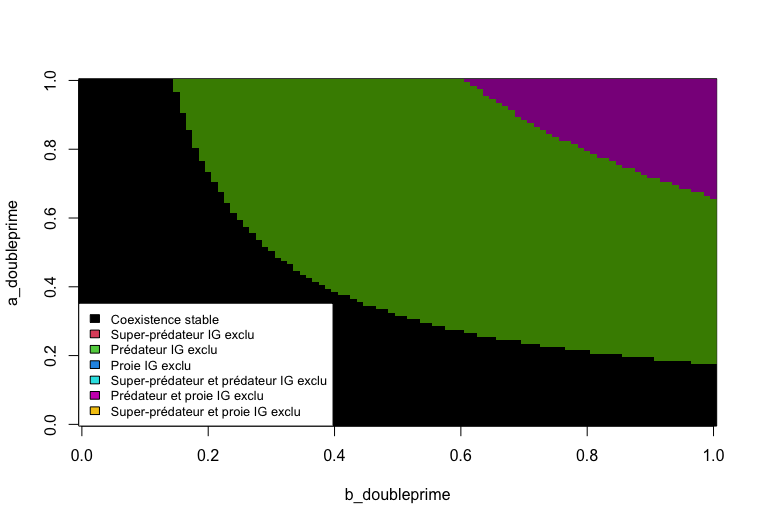 1.0
0.8
0.6
0.4
0.2
0.0
a_doubleprime
Coexistence stable
Super-prédateur IG exclu
Prédateur IG exclu
Proie IG exclu
Super-prédateur et prédateur IG exclu
Prédateur et proie IG exclu
Super-prédateur et proie IG exclu
0.0 0.2 0.4 0.6 0.8 1.0
b_doubleprime